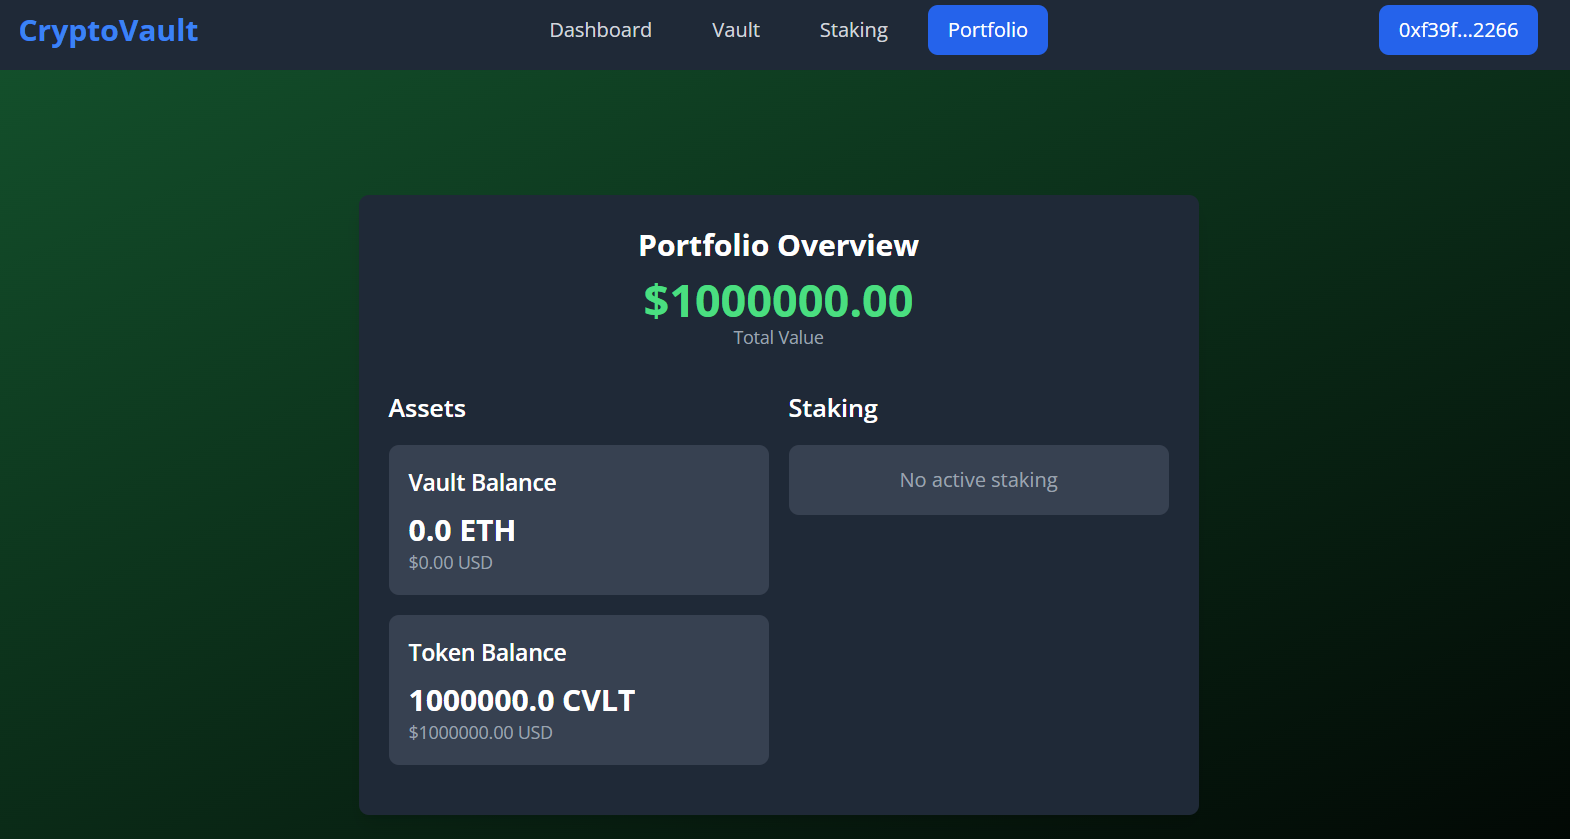 CryptoVault
Dashboard
Vault
Staking
Portfolio
0xf39f...2266
Portfolio Overview
$1000000.00
Total Value
Assets
Vault Balance
0.0 ETH
$0.00 USD
Token Balance
1000000.0 CVLT
$1000000.00 USD
Staking
No active staking